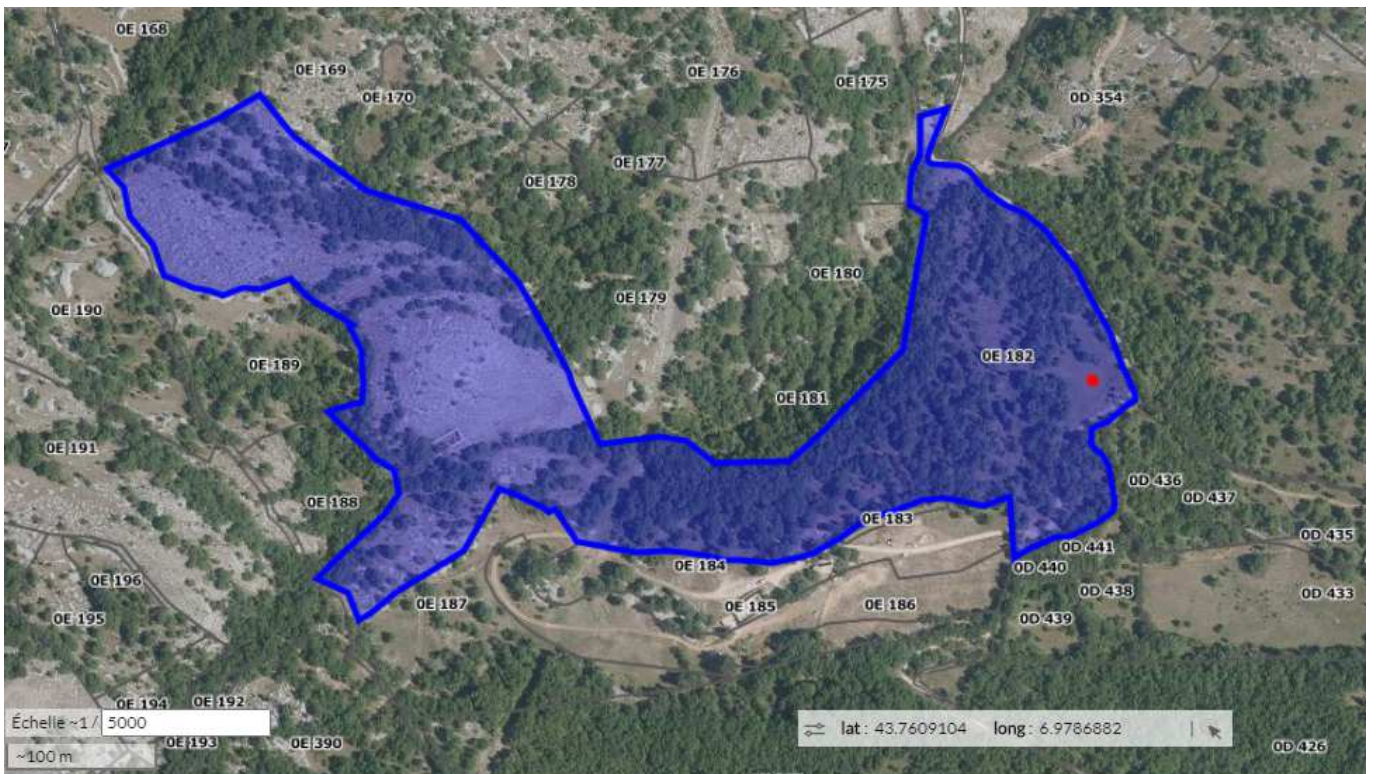 0E 168
0E 169
0E 170
0E 176
0E 175
0D 354
7
0E 177
0E 178
0E 180
0E 179
0E 190
0E 189
0E 182
0E 181
0E 191
0E 188
0D 436
0D 437
0E 183
0D 435
0D 441
0E 184
0D 440
0E 196
0D 438
0D 433
0E 187
0E 185
0E 186
0E 195
0D 439
0E 194
0E 192
Échelle ~1 / 5000
lat : 43.7609104 long : 6.9786882
0E 193
0E 390
0D 426
~100 m